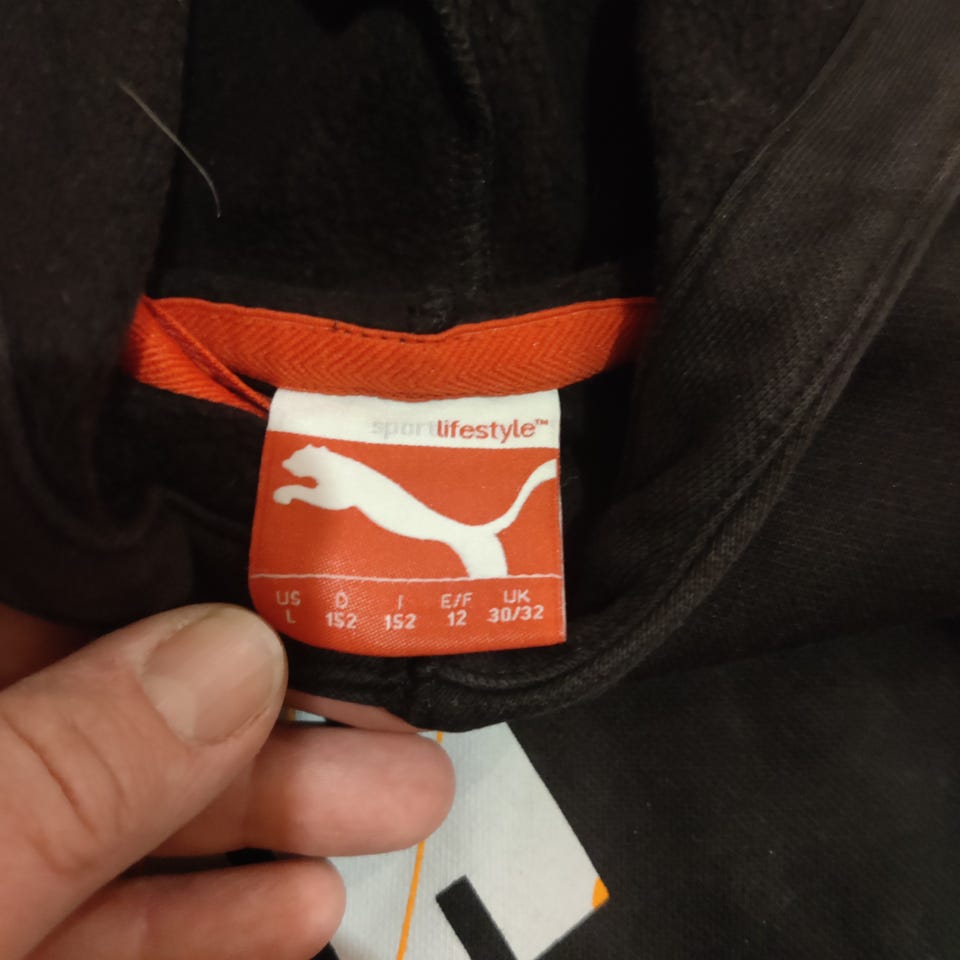 sportlifestyle™
US D I E/F UK
L 152 152 12 30/32